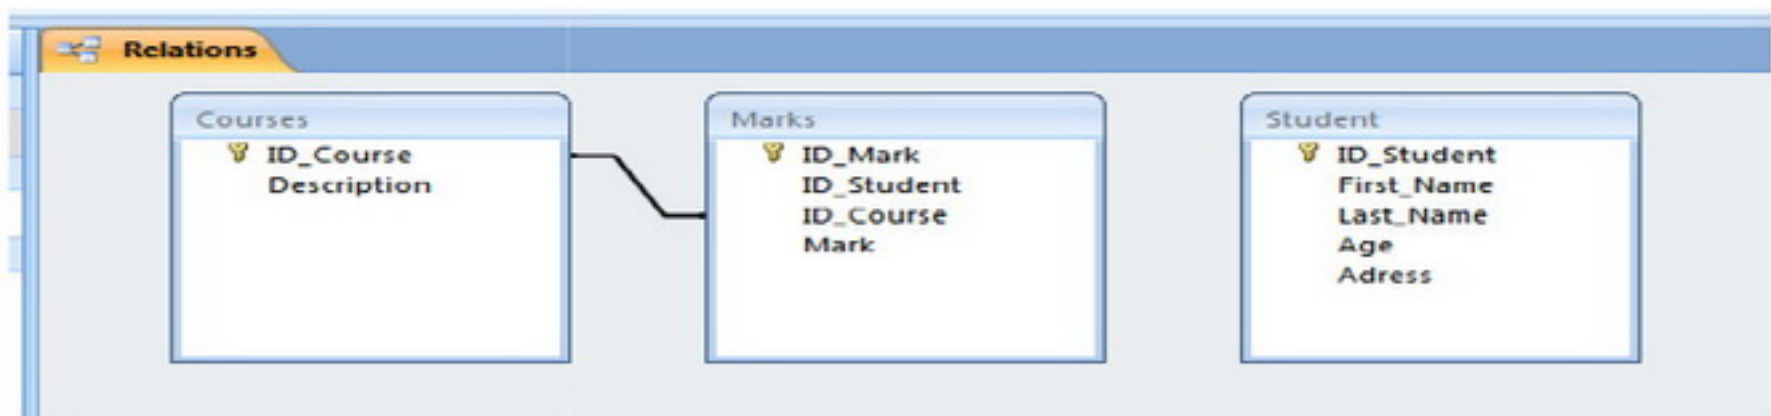 Relations
Courses
ID_Course
Description
Marks
ID_Mark
ID_Student
ID_Course
Mark
Student
ID_Student
First_Name
Last_Name
Age
Adress